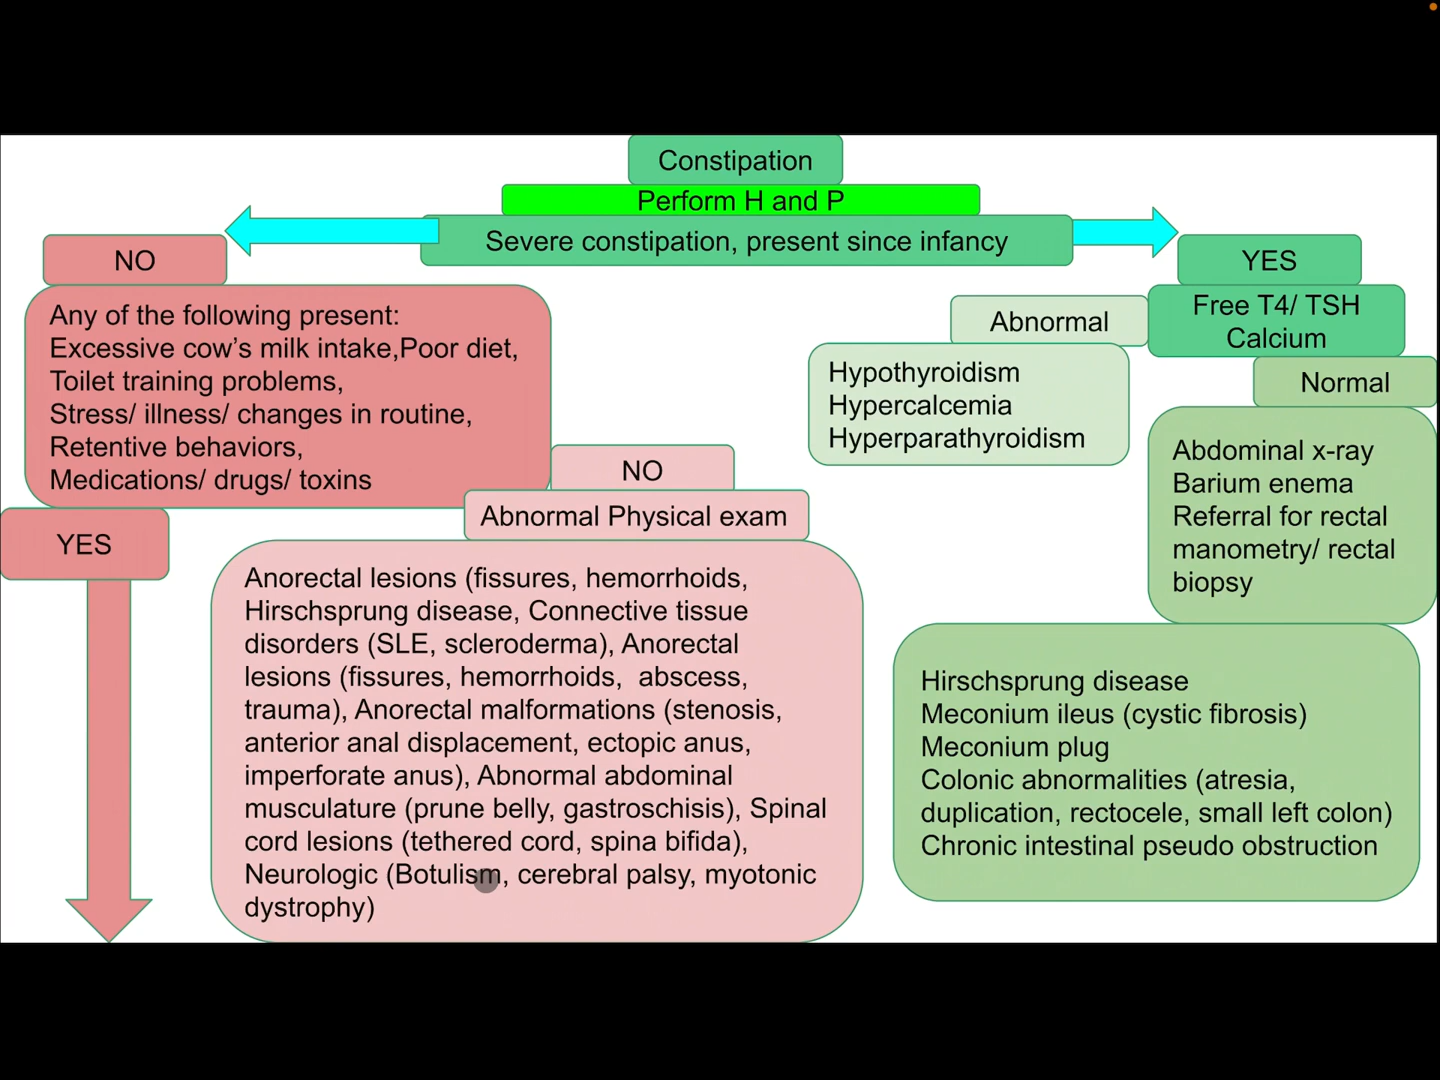 Constipation
Perform H and P
Severe constipation, present since infancy
NO
Any of the following present:
Excessive cow's milk intake,Poor diet,
Toilet training problems,
Stress/ illness/ changes in routine,
Retentive behaviors,
Medications/ drugs/ toxins
YES
NO
Abnormal Physical exam
Anorectal lesions (fissures, hemorrhoids,
Hirschsprung disease, Connective tissue
disorders (SLE, scleroderma), Anorectal
lesions (fissures, hemorrhoids,  abscess,
trauma), Anorectal malformations (stenosis,
anterior anal displacement, ectopic anus,
imperforate anus), Abnormal abdominal
musculature (prune belly, gastroschisis), Spinal
cord lesions (tethered cord, spina bifida),
Neurologic (Botulism, cerebral palsy, myotonic
dystrophy)
YES
Free T4/ TSH
Calcium
Abnormal
Hypothyroidism
Hypercalcemia
Hyperparathyroidism
Normal
Abdominal x-ray
Barium enema
Referral for rectal
manometry/ rectal
biopsy
Hirschsprung disease
Meconium ileus (cystic fibrosis)
Meconium plug
Colonic abnormalities (atresia,
duplication, rectocele, small left colon)
Chronic intestinal pseudo obstruction